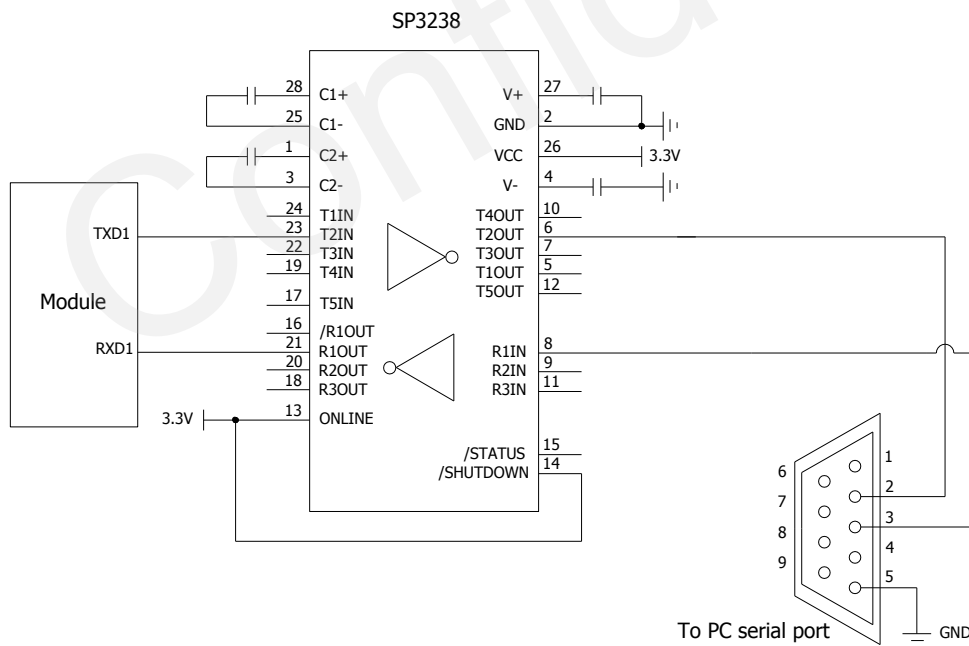 SP3238
28 C1+ V+ 27
25 C1- GND 2
1 C2+ VCC 26 3.3V
3 C2- V- 4
24 T1IN T4OUT 10
TXD1 23 T2IN T2OUT 6
22 T3IN T3OUT 7
19 T4IN T1OUT 5
17 T5IN T5OUT 12
Module
16 /R1OUT
RXD1 21 R1OUT R1IN 8
20 R2OUT R2IN 9
18 R3OUT R3IN 11
3.3V 13 ONLINE
/STATUS 15
/SHUTDOWN 14
1
6
2
7
3
8
4
9
5
To PC serial port
GND